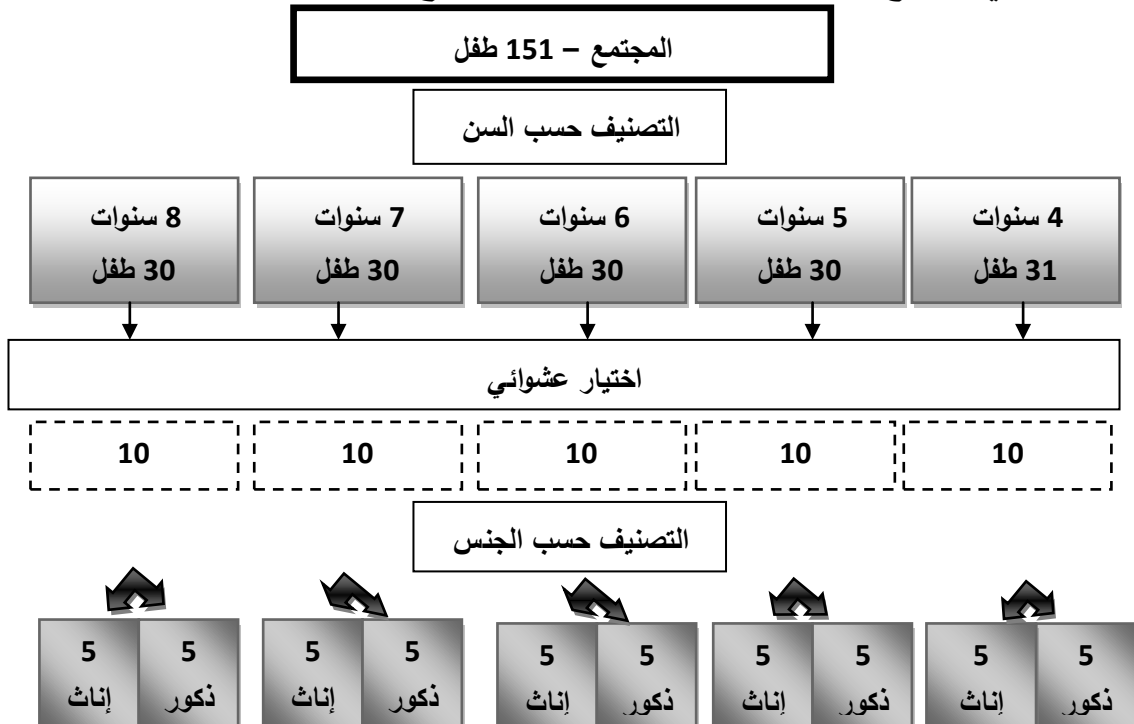 المجتمع – 151 طفل
التصنيف حسب السن
4 سنوات
31 طفل
5 سنوات
30 طفل
6 سنوات
30 طفل
7 سنوات
30 طفل
8 سنوات
30 طفل
اختيار عشوائي
10
10
10
10
10
التصنيف حسب الجنس
5
ذكور
5
إناث
5
ذكور
5
إناث
5
ذكور
5
إناث
5
ذكور
5
إناث
5
ذكور
5
إناث